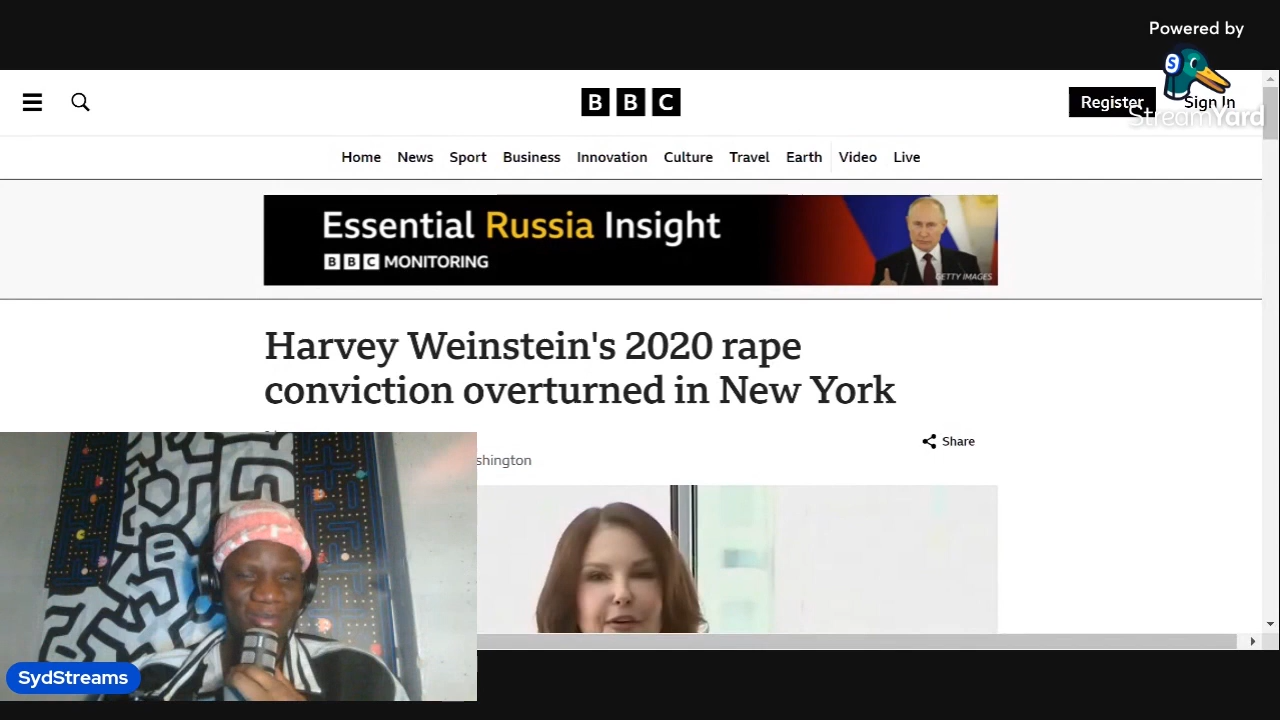 Powered by
StreamYard
BBC
Register
Sign In
Home News Sport Business Innovation Culture Travel Earth Video Live
Essential Russia Insight
BBC MONITORING
GETTY IMAGES
Harvey Weinstein's 2020 rape
conviction overturned in New York
Share
shington
SydStreams